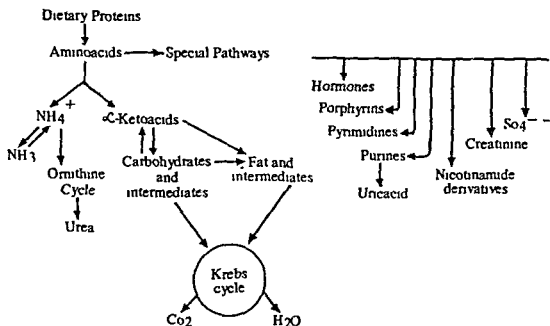 Dietary Proteins
Aminoacids
Special Pathways
NH4+
∝-Ketoacids
NH3
Ornithine
Cycle
Urea
Carbohydrates
and
intermediates
Fat and
intermediates
Krebs
cycle
Co2
H2O
Hormones
Porphyrins
Pyrimidines
Purines
Uricacid
Nicotinamide
derivatives
Creatinine
So4--